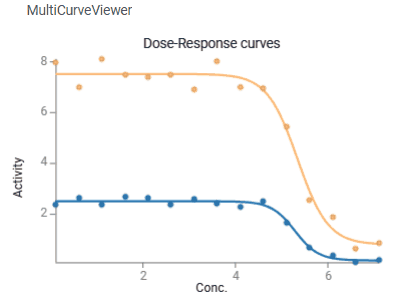 MultiCurveViewer
Dose-Response curves
8
6
4
2
Activity
2 4 6
Conc.